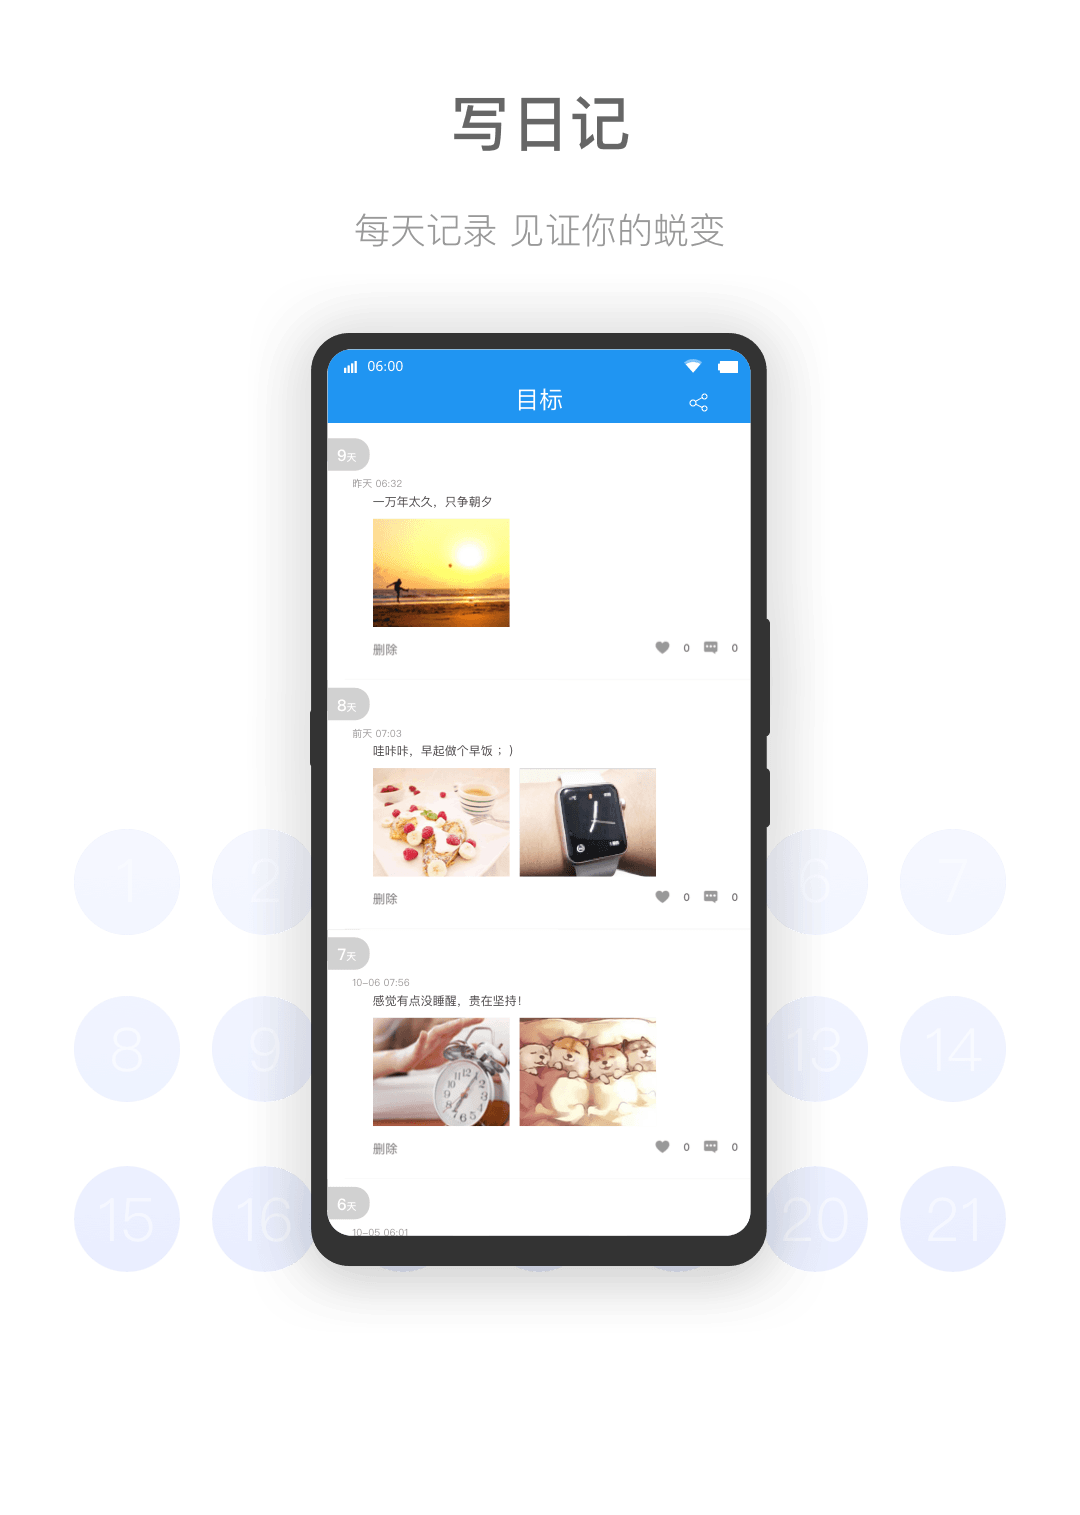 写日记
每天记录 见证你的蜕变
06:00
目标
9天
昨天 06:32
一万年太久，只争朝夕
删除
0 0
8天
前天 07:03
哇咔咔，早起做个早饭；）
删除
0 0
7天
10-06 07:56
感觉有点没睡醒，贵在坚持！
删除
0 0
6天
10-05 06:01
1 2 6 7
8 9 13 14
15 16 20 21